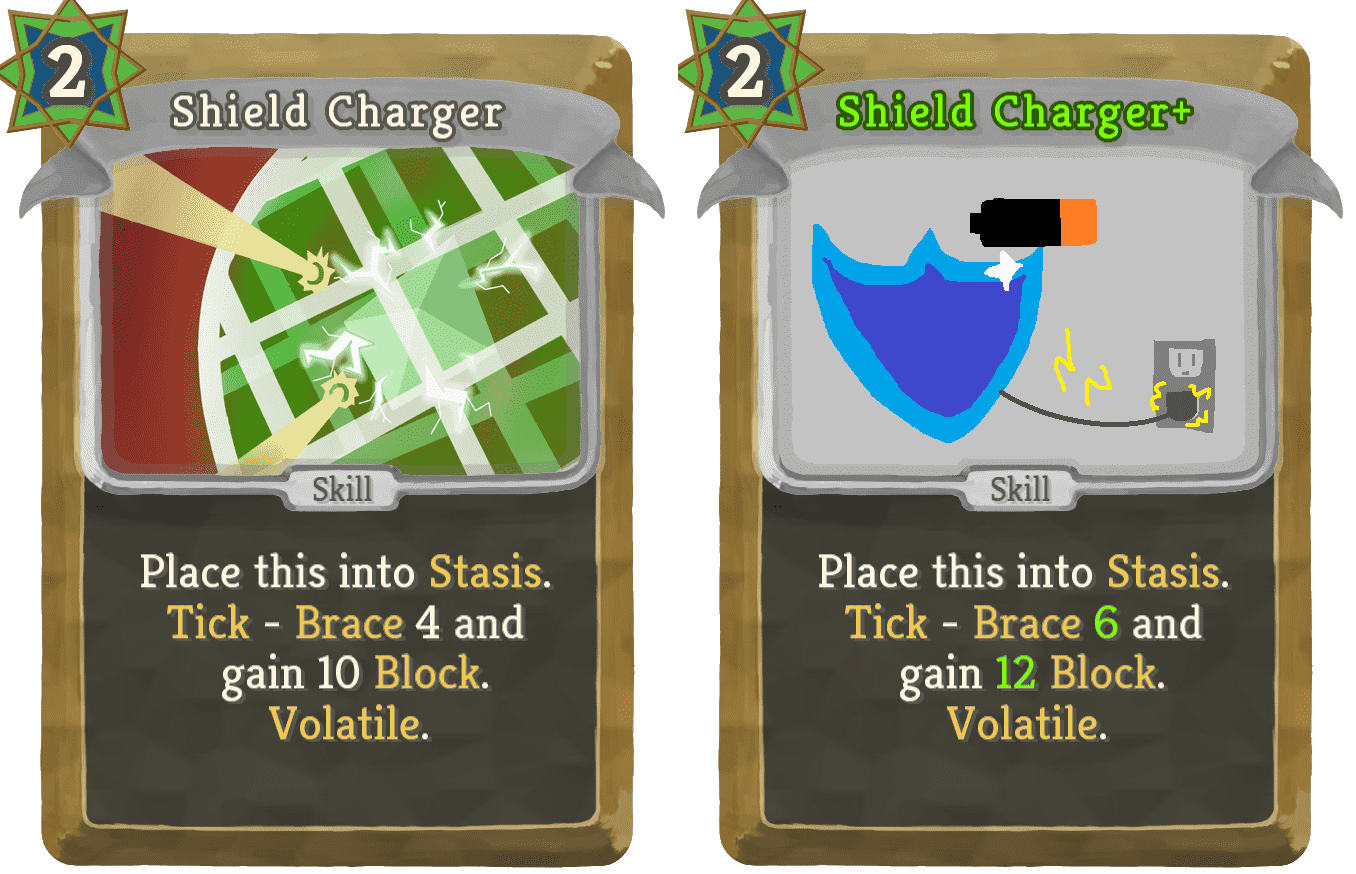 2
Shield Charger
Skill
Place this into Stasis.
Tick - Brace 4 and
gain 10 Block.
Volatile.
2
Shield Charger+
Skill
Place this into Stasis.
Tick - Brace 6 and
gain 12 Block.
Volatile.